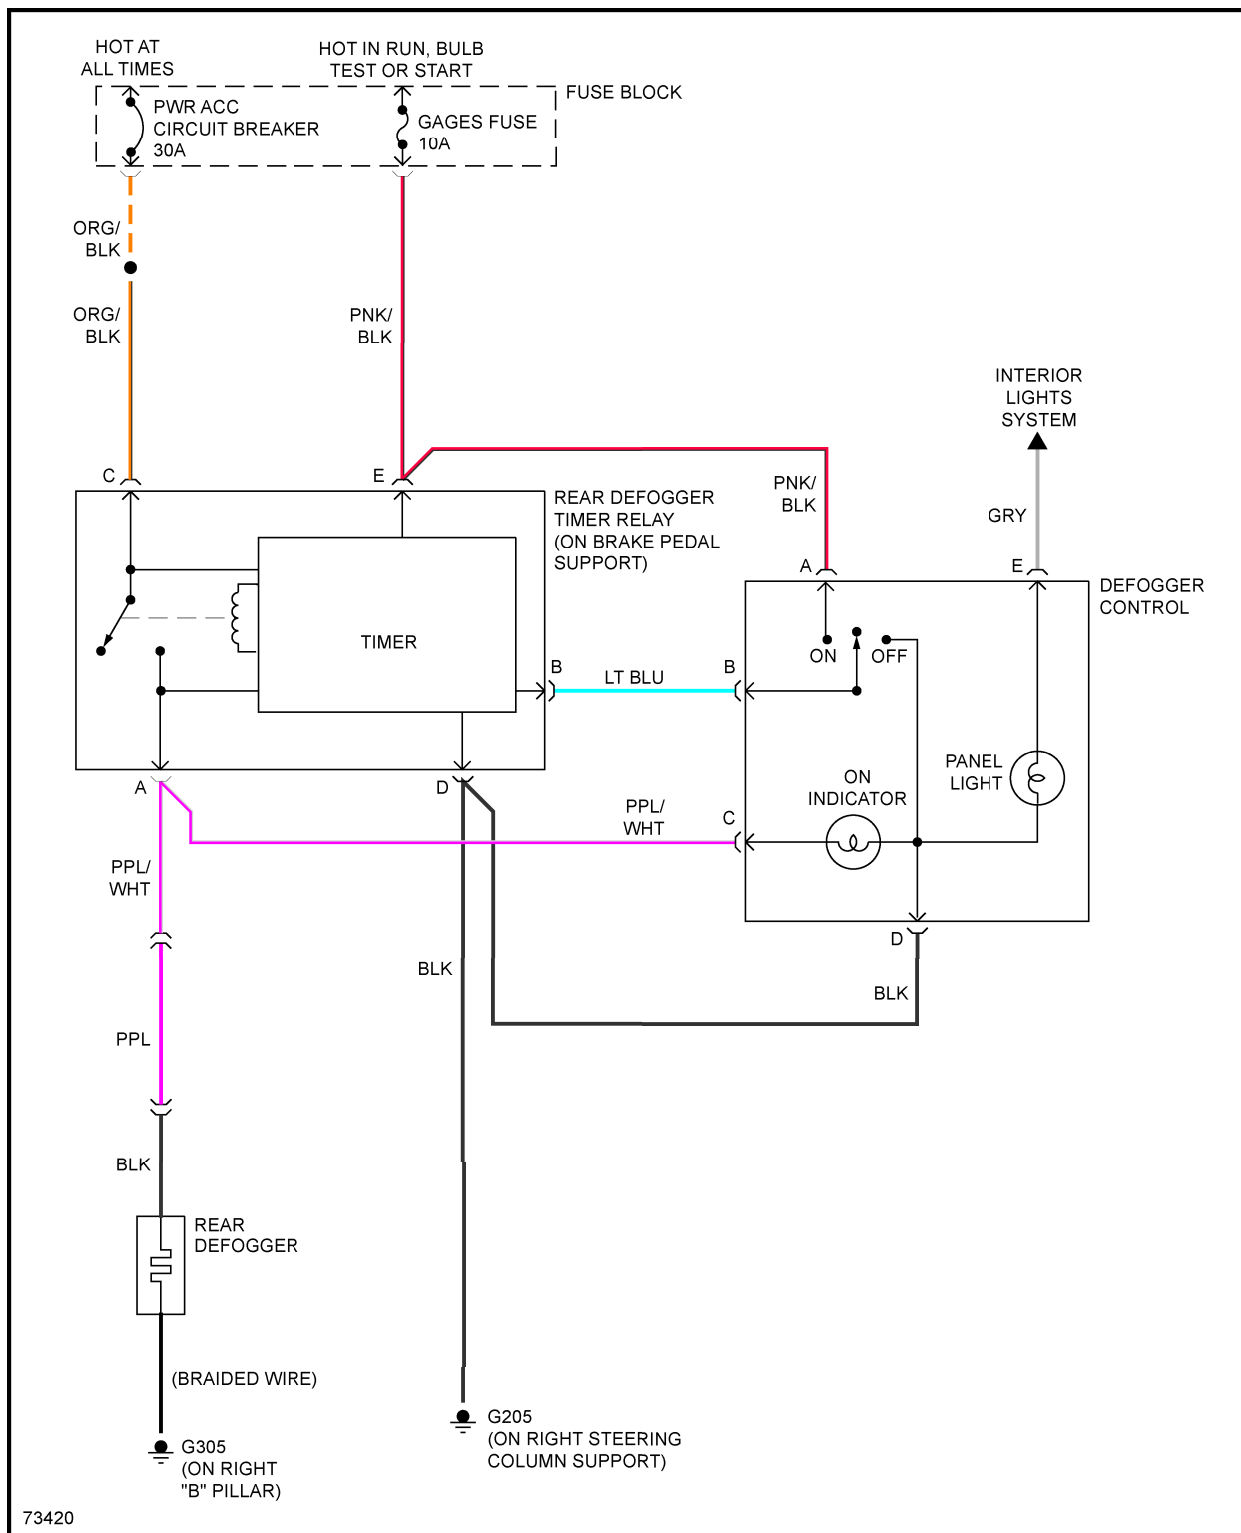 HOT AT
ALL TIMES
HOT IN RUN, BULB
TEST OR START
FUSE BLOCK
PWR ACC
CIRCUIT BREAKER
30A
GAGES FUSE
10A
ORG/
BLK
ORG/
BLK
PNK/
BLK
INTERIOR
LIGHTS
SYSTEM
C
E
PNK/
BLK
GRY
REAR DEFOGGER
TIMER RELAY
(ON BRAKE PEDAL
SUPPORT)
A
E
DEFOGGER
CONTROL
TIMER
ON
OFF
B
LT BLU
B
PANEL
LIGHT
ON
INDICATOR
A
D
PPL/
WHT
C
PPL/
WHT
D
BLK
BLK
PPL
BLK
REAR
DEFOGGER
(BRAIDED WIRE)
G205
(ON RIGHT STEERING
COLUMN SUPPORT)
G305
(ON RIGHT
"B" PILLAR)
73420